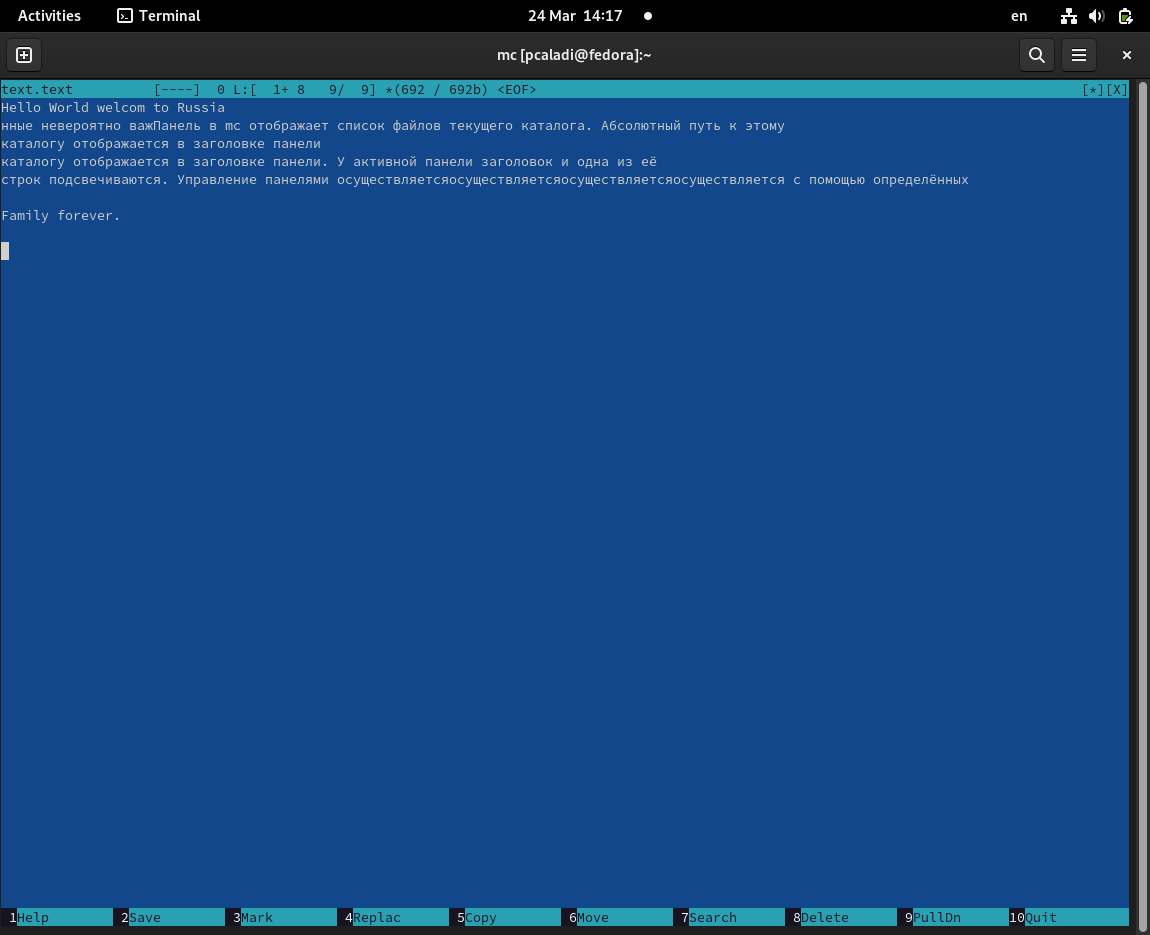 Activities Terminal 24 Mar 14:17 en
mc [pcaladi@fedora]:~
text.text [----] 0 L:[ 1+ 8 9/ 9] *(692 / 692b) <EOF> [*][X]
Hello World welcom to Russia
нные невероятно важПанель в mc отображает список файлов текущего каталога. Абсолютный путь к этому
каталогу отображается в заголовке панели
каталогу отображается в заголовке панели. У активной панели заголовок и одна из её
строк подсвечиваются. Управление панелями осуществляетсяосуществляетсяосуществляетсяосуществляется с помощью определённых
Family forever.
1Help 2Save 3Mark 4Replac 5Copy 6Move 7Search 8Delete 9PullDn 10Quit